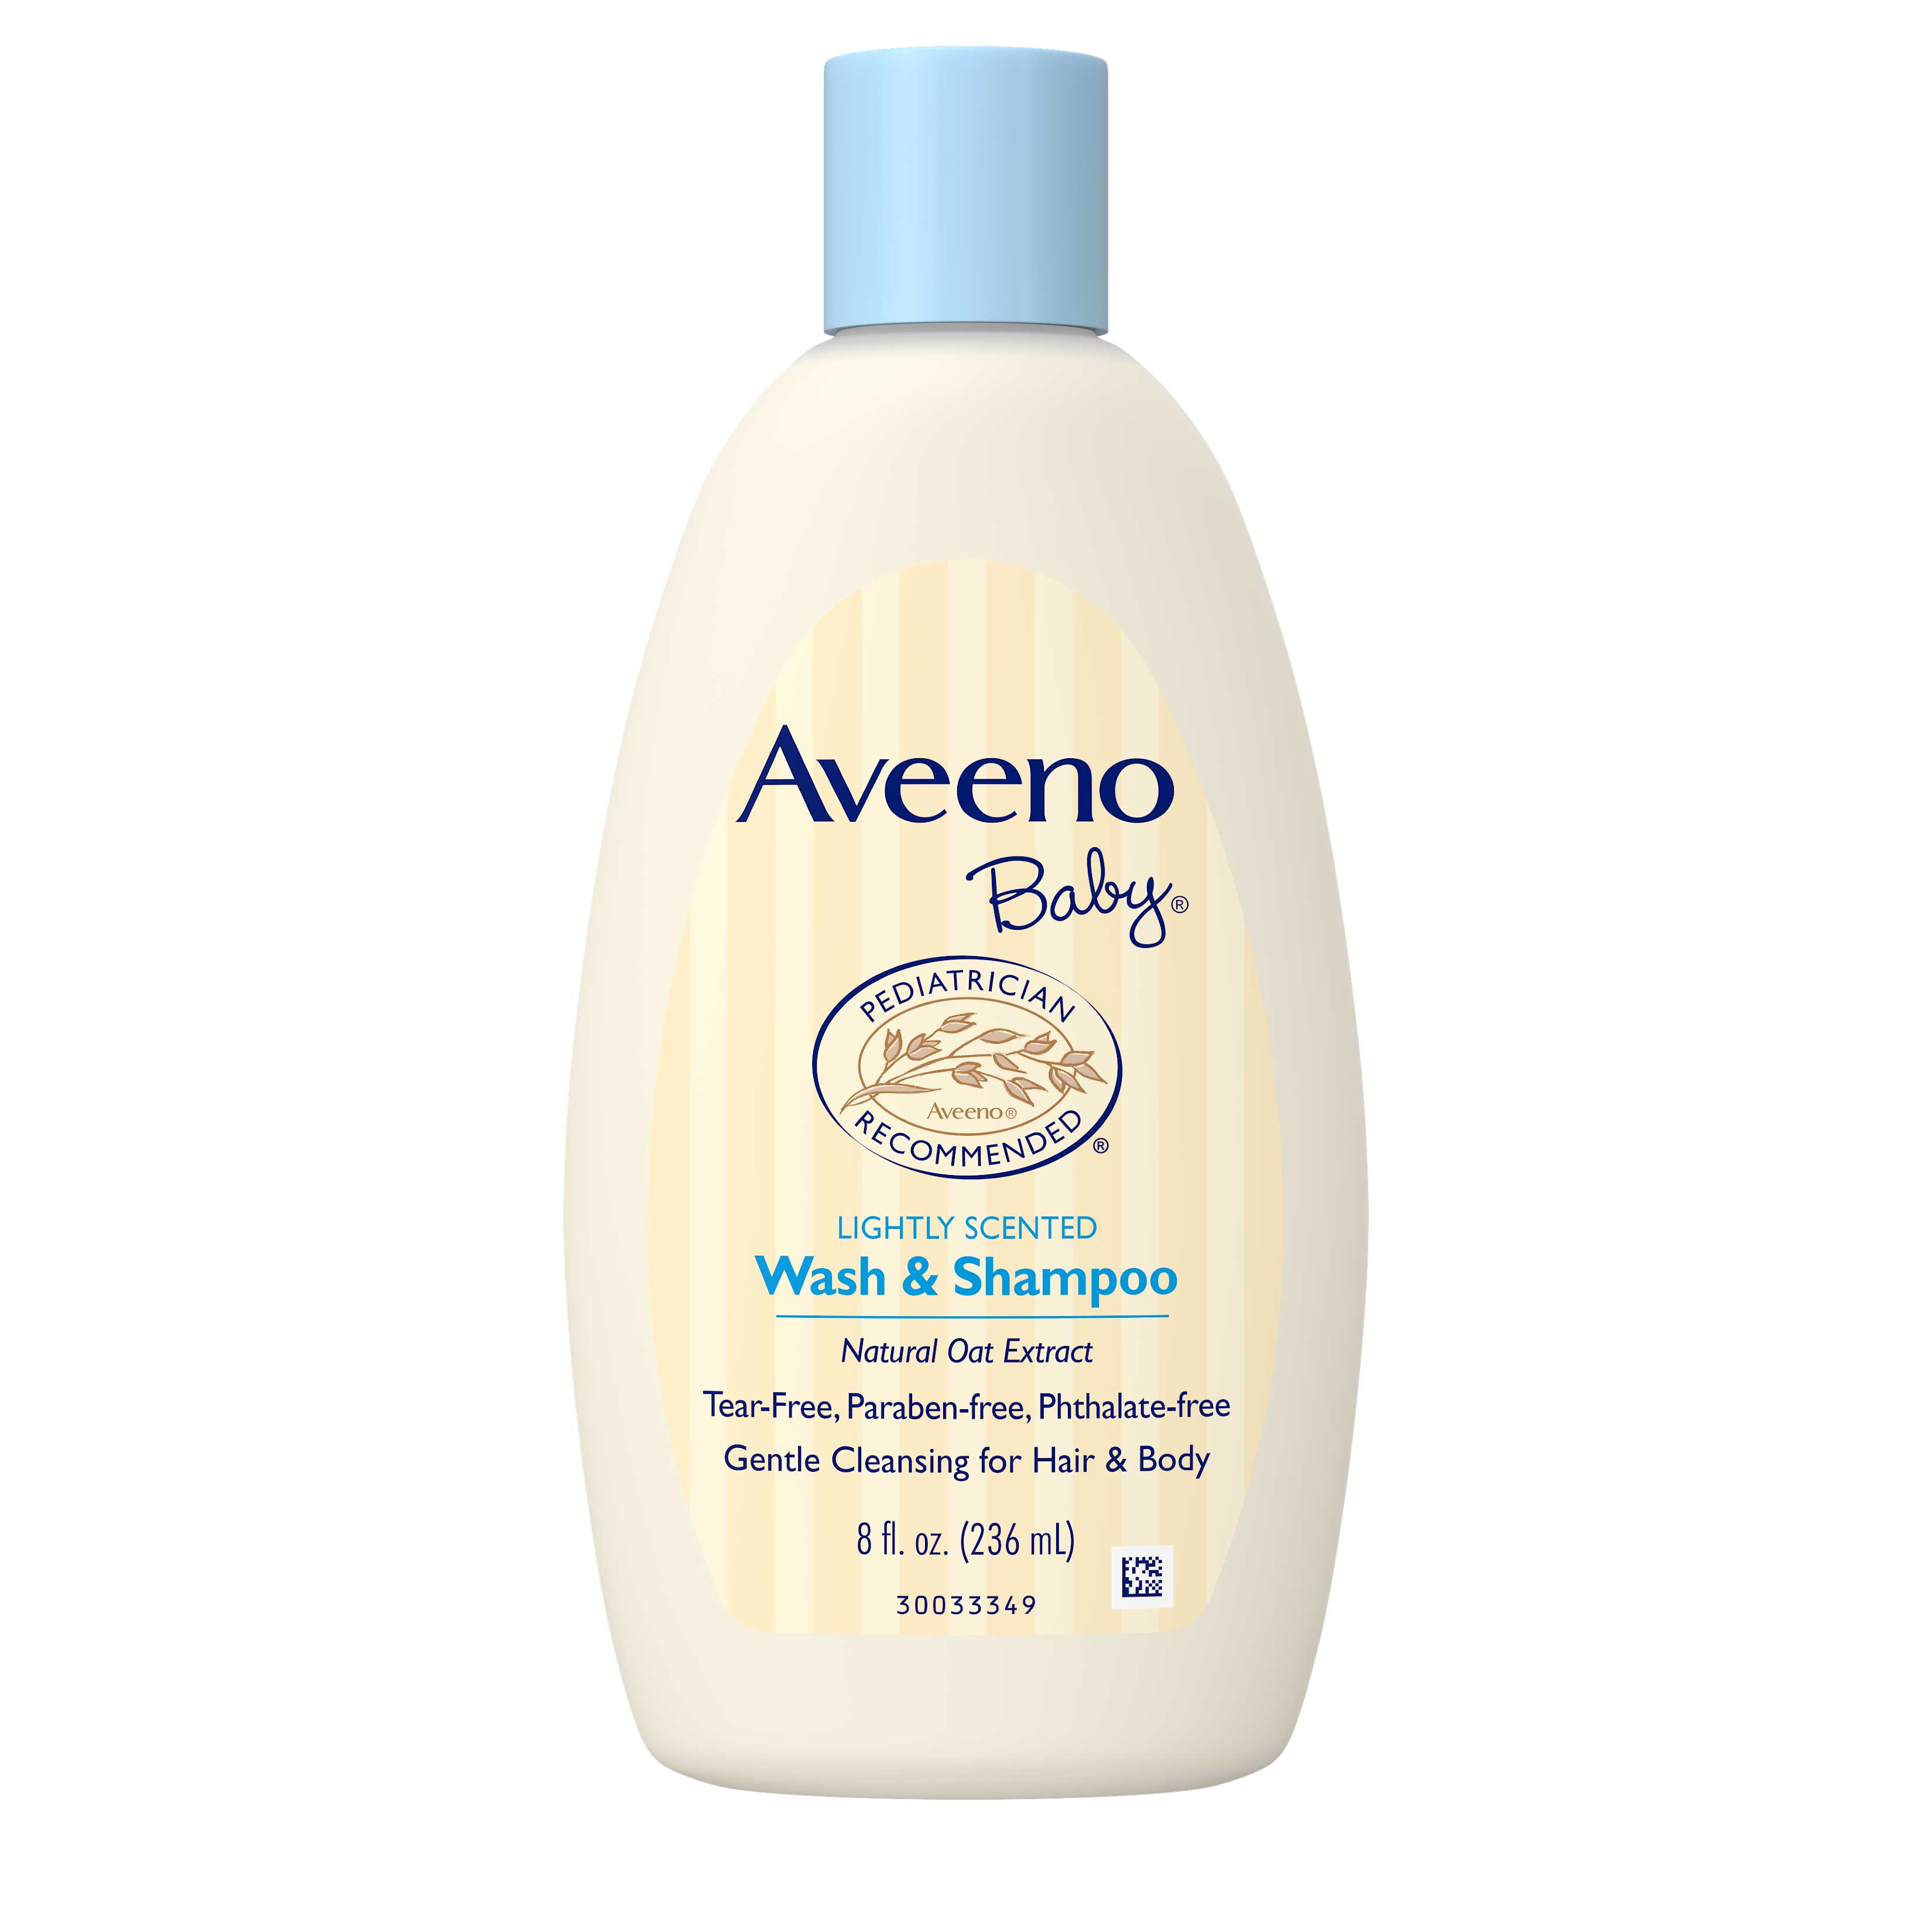 Aveeno
Baby®
PEDIATRICIAN
Aveeno®
RECOMMENDED®
LIGHTLY SCENTED
Wash & Shampoo
Natural Oat Extract
Tear-Free, Paraben-free, Phthalate-free
Gentle Cleansing for Hair & Body
8 fl. oz. (236 mL)
30033349